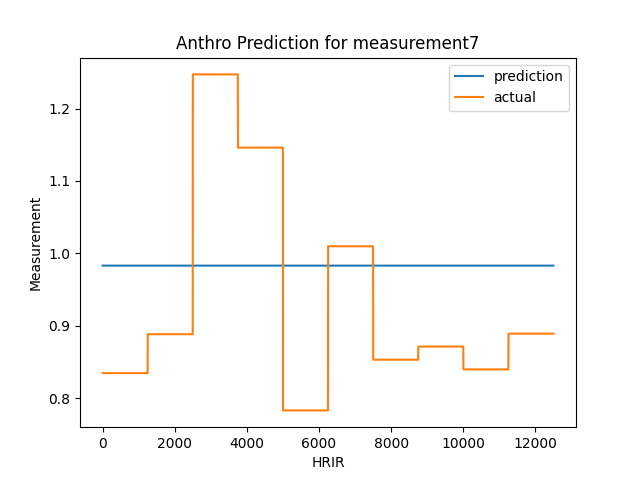 Anthro Prediction for measurement7
prediction
actual
Measurement
1.2
1.1
1.0
0.9
0.8
0 2000 4000 6000 8000 10000 12000
HRIR